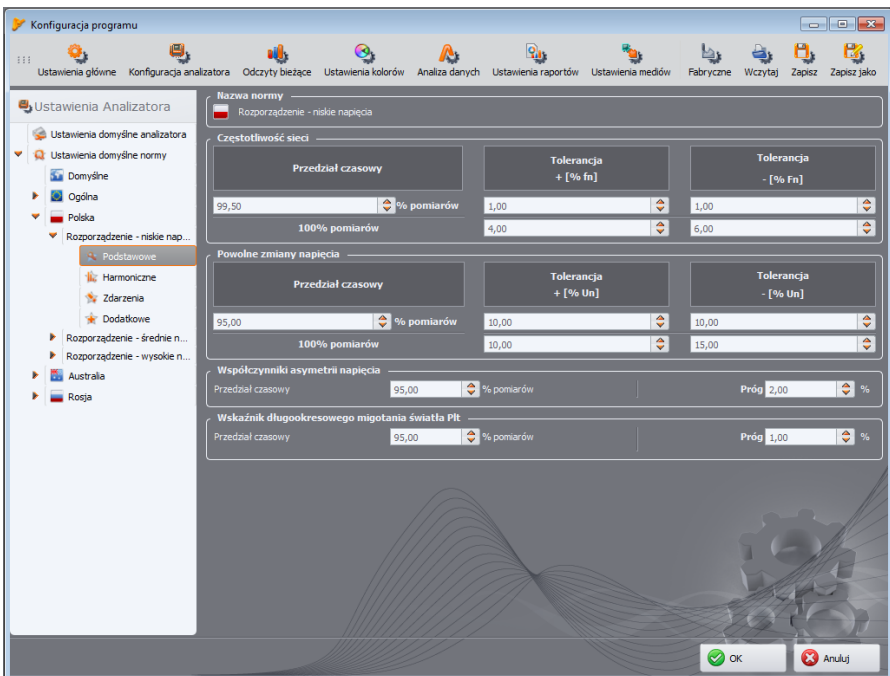 Konfiguracja programu
Ustawienia główne
Konfiguracja analizatora
Odczyty bieżące
Ustawienia kolorów
Analiza danych
Ustawienia raportów
Ustawienia mediów
Fabryczne
Wczytaj
Zapisz
Zapisz jako
Ustawienia Analizatora
Ustawienia domyślne analizatora
Ustawienia domyślne normy
Domyślne
Ogólna
Polska
Rozporządzenie - niskie nap...
Podstawowe
Harmoniczne
Zdarzenia
Dodatkowe
Rozporządzenie - średnie n...
Rozporządzenie - wysokie n...
Australia
Rosja
Nazwa normy
Rozporządzenie - niskie napięcia
Częstotliwość sieci
Przedział czasowy
Tolerancja
+ [% fn]
Tolerancja
- [% Fn]
99,50 % pomiarów 1,00 1,00
100% pomiarów 4,00 6,00
Powolne zmiany napięcia
Przedział czasowy
Tolerancja
+ [% Un]
Tolerancja
- [% Un]
95,00 % pomiarów 10,00 10,00
100% pomiarów 10,00 15,00
Współczynniki asymetrii napięcia
Przedział czasowy 95,00 % pomiarów Próg 2,00 %
Wskaźnik długookresowego migotania światła Plt
Przedział czasowy 95,00 % pomiarów Próg 1,00 %
OK
Anuluj